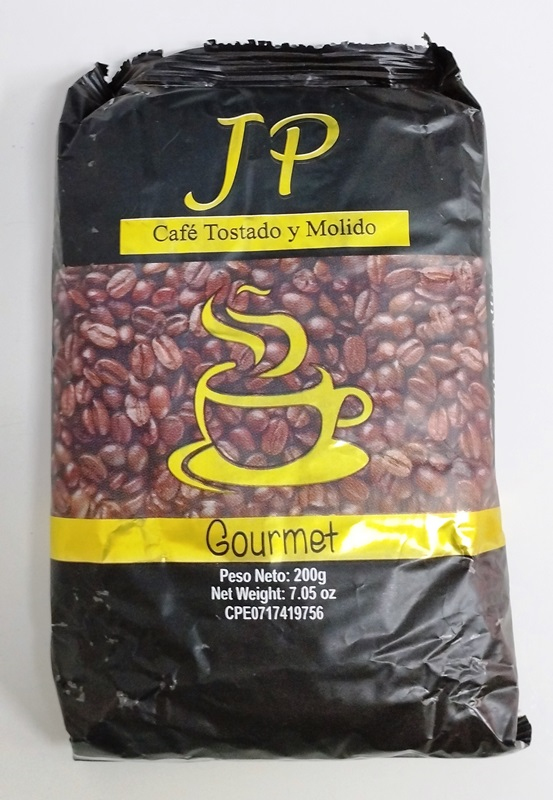 JP
Café Tostado y Molido
Gourmet
Peso Neto: 200g
Net Weight: 7.05 oz
CPE0717419756